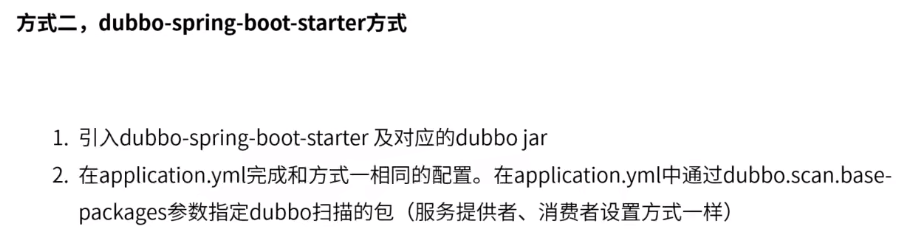 方式二，dubbo-spring-boot-starter方式
1. 引入dubbo-spring-boot-starter 及对应的dubbo jar
2. 在application.yml完成和方式一相同的配置。在application.yml中通过dubbo.scan.base-
packages参数指定dubbo扫描的包（服务提供者、消费者设置方式一样）